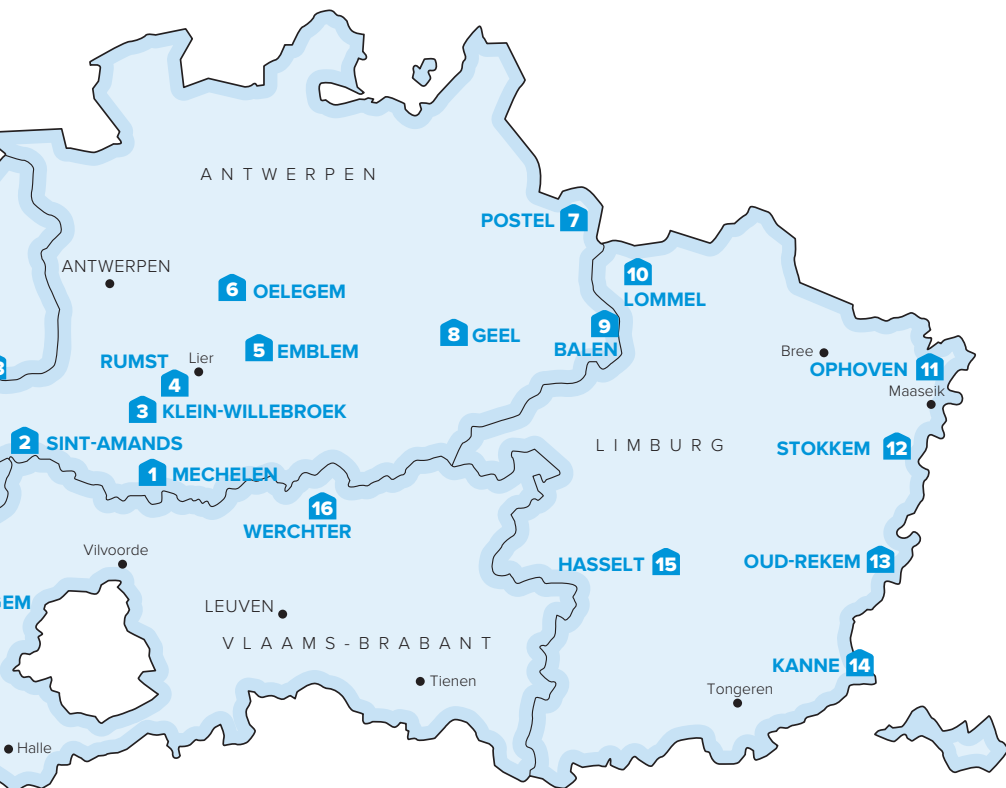 ANTWERPEN
POSTEL 7
ANTWERPEN
10
LOMMEL
6 OELEGEM
9
BALEN
8 GEEL
5 EMBLEM
RUMST
Lier
4
3 KLEIN-WILLEBROEK
Bree
OPHOVEN 11
Maaseik
2 SINT-AMANDS
LIMBURG
STOKKEM 12
1 MECHELEN
16
WERCHTER
Vilvoorde
HASSELT 15
OUD-REKEM 13
LEUVEN
VLAAMS-BRABANT
KANNE 14
Tienen
Tongeren
Halle